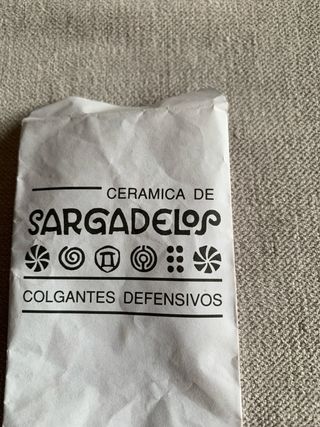 CERAMICA DE
SARGADELOS
COLGANTES DEFENSIVOS